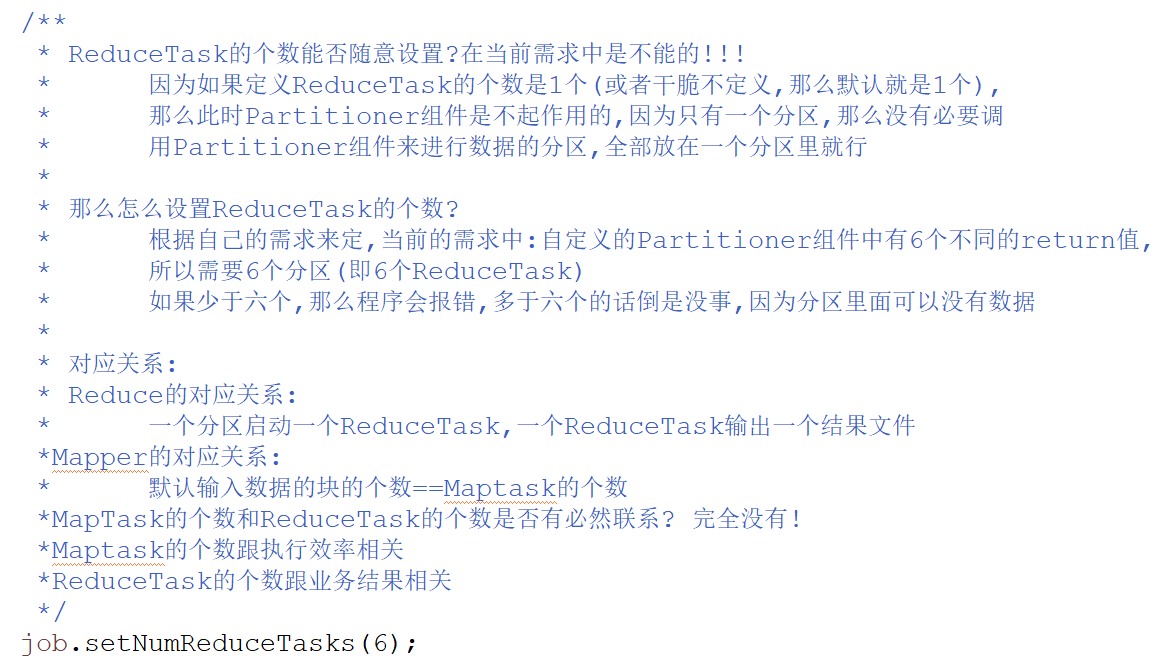 /**
 * ReduceTask的个数能否随意设置?在当前需求中是不能的!!!
 *      因为如果定义ReduceTask的个数是1个(或者干脆不定义,那么默认就是1个),
 *      那么此时Partitioner组件是不起作用的,因为只有一个分区,那么没有必要调
 *      用Partitioner组件来进行数据的分区,全部放在一个分区里就行
 *
 * 那么怎么设置ReduceTask的个数?
 *      根据自己的需求来定,当前的需求中:自定义的Partitioner组件中有6个不同的return值,
 *      所以需要6个分区(即6个ReduceTask)
 *      如果少于六个,那么程序会报错,多于六个的话倒是没事,因为分区里面可以没有数据
 *
 * 对应关系:
 * Reduce的对应关系:
 *      一个分区启动一个ReduceTask,一个ReduceTask输出一个结果文件
 *Mapper的对应关系:
 *      默认输入数据的块的个数==Maptask的个数
 *MapTask的个数和ReduceTask的个数是否有必然联系? 完全没有!
 *Maptask的个数跟执行效率相关
 *ReduceTask的个数跟业务结果相关
 */
job.setNumReduceTasks(6);